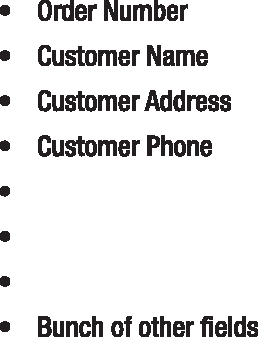 • Order Number
• Customer Name
• Customer Address
• Customer Phone
•
•
•
• Bunch of other fields